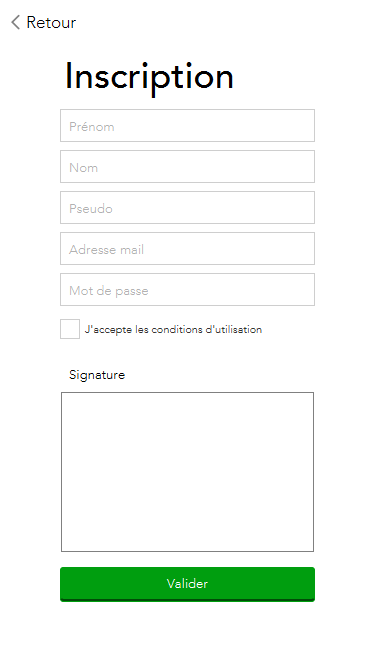 Retour
Inscription
Prénom
Nom
Pseudo
Adresse mail
Mot de passe
J'accepte les conditions d'utilisation
Signature
Valider